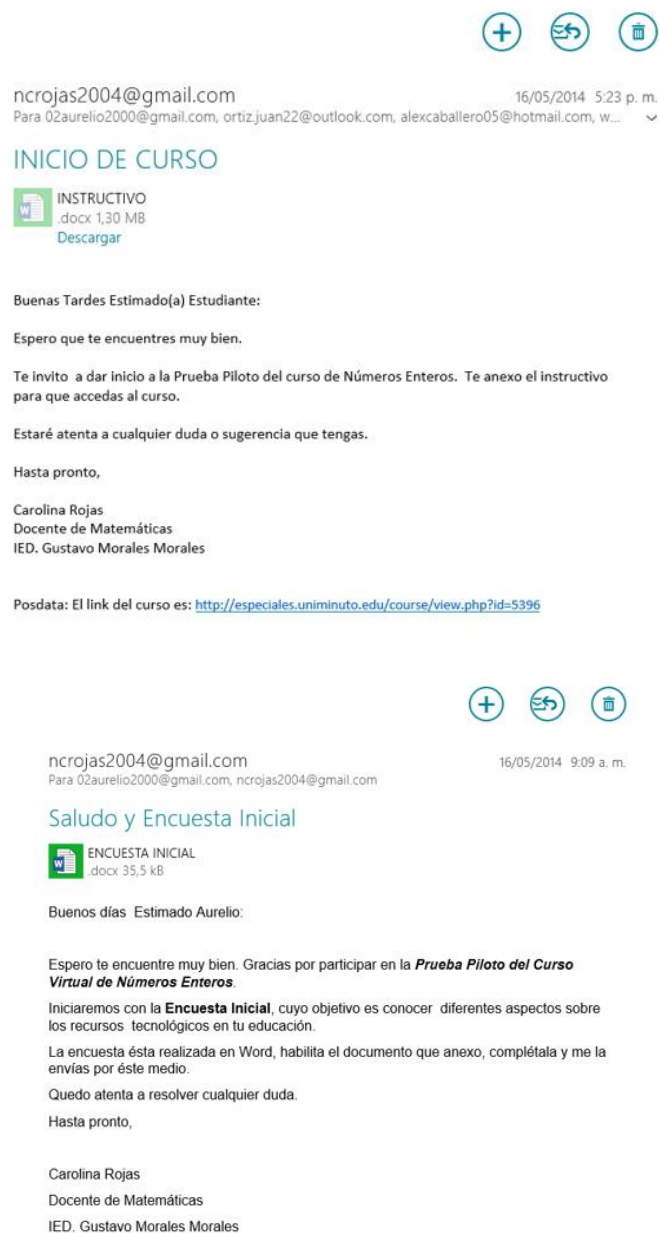 ncrojas2004@gmail.com 16/05/2014 5:23 p. m.
Para 02aurelio2000@gmail.com, ortiz.juan22@outlook.com, alexcaballero05@hotmail.com, w...
INICIO DE CURSO
INSTRUCTIVO
.docx 1,30 MB
Descargar
Buenas Tardes Estimado(a) Estudiante:
Espero que te encuentres muy bien.
Te invito a dar inicio a la Prueba Piloto del curso de Números Enteros. Te anexo el instructivo
para que accedas al curso.
Estaré atenta a cualquier duda o sugerencia que tengas.
Hasta pronto,
Carolina Rojas
Docente de Matemáticas
IED. Gustavo Morales Morales
Posdata: El link del curso es: http://especiales.uniminuto.edu/course/view.php?id=5396
ncrojas2004@gmail.com 16/05/2014 9:09 a. m.
Para 02aurelio2000@gmail.com, ncrojas2004@gmail.com
Saludo y Encuesta Inicial
ENCUESTA INICIAL
.docx 35,5 kB
Buenos días Estimado Aurelio:
Espero te encuentre muy bien. Gracias por participar en la Prueba Piloto del Curso
Virtual de Números Enteros.
Iniciaremos con la Encuesta Inicial, cuyo objetivo es conocer diferentes aspectos sobre
los recursos tecnológicos en tu educación.
La encuesta ésta realizada en Word, habilita el documento que anexo, complétala y me la
envías por éste medio.
Quedo atenta a resolver cualquier duda.
Hasta pronto,
Carolina Rojas
Docente de Matemáticas
IED. Gustavo Morales Morales